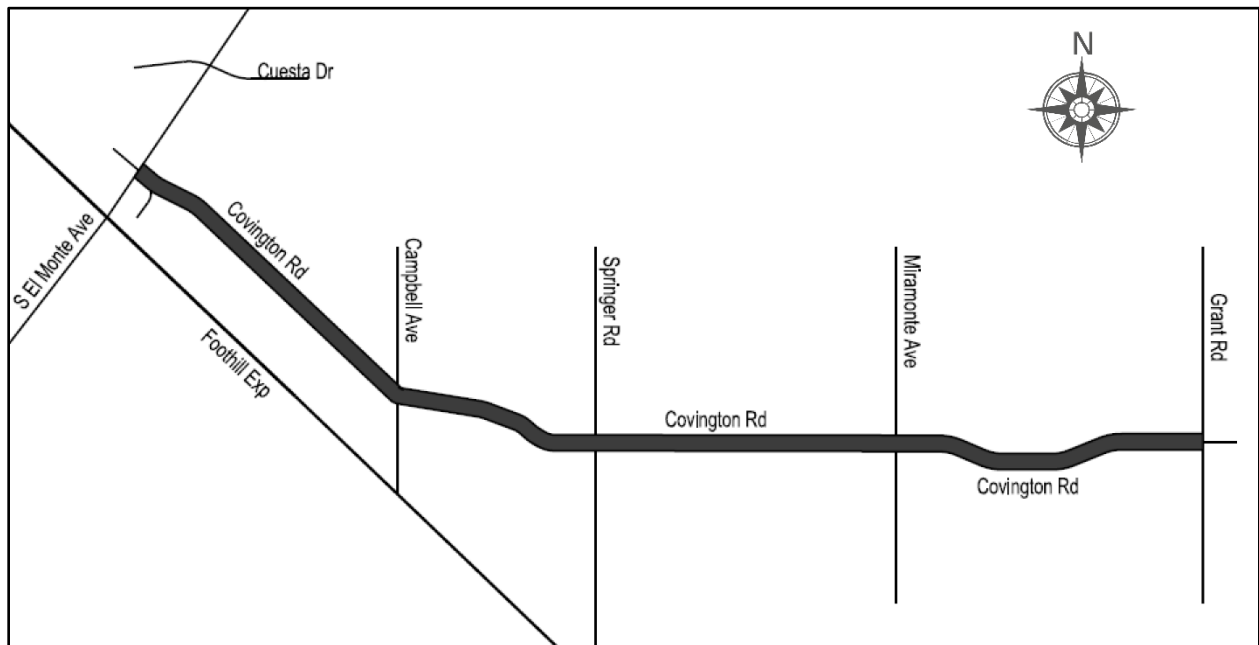 N
Cuesta Dr
S El Monte Ave
Covington Rd
Foothill Exp
Campbell Ave
Springer Rd
Covington Rd
Miramonte Ave
Covington Rd
Grant Rd